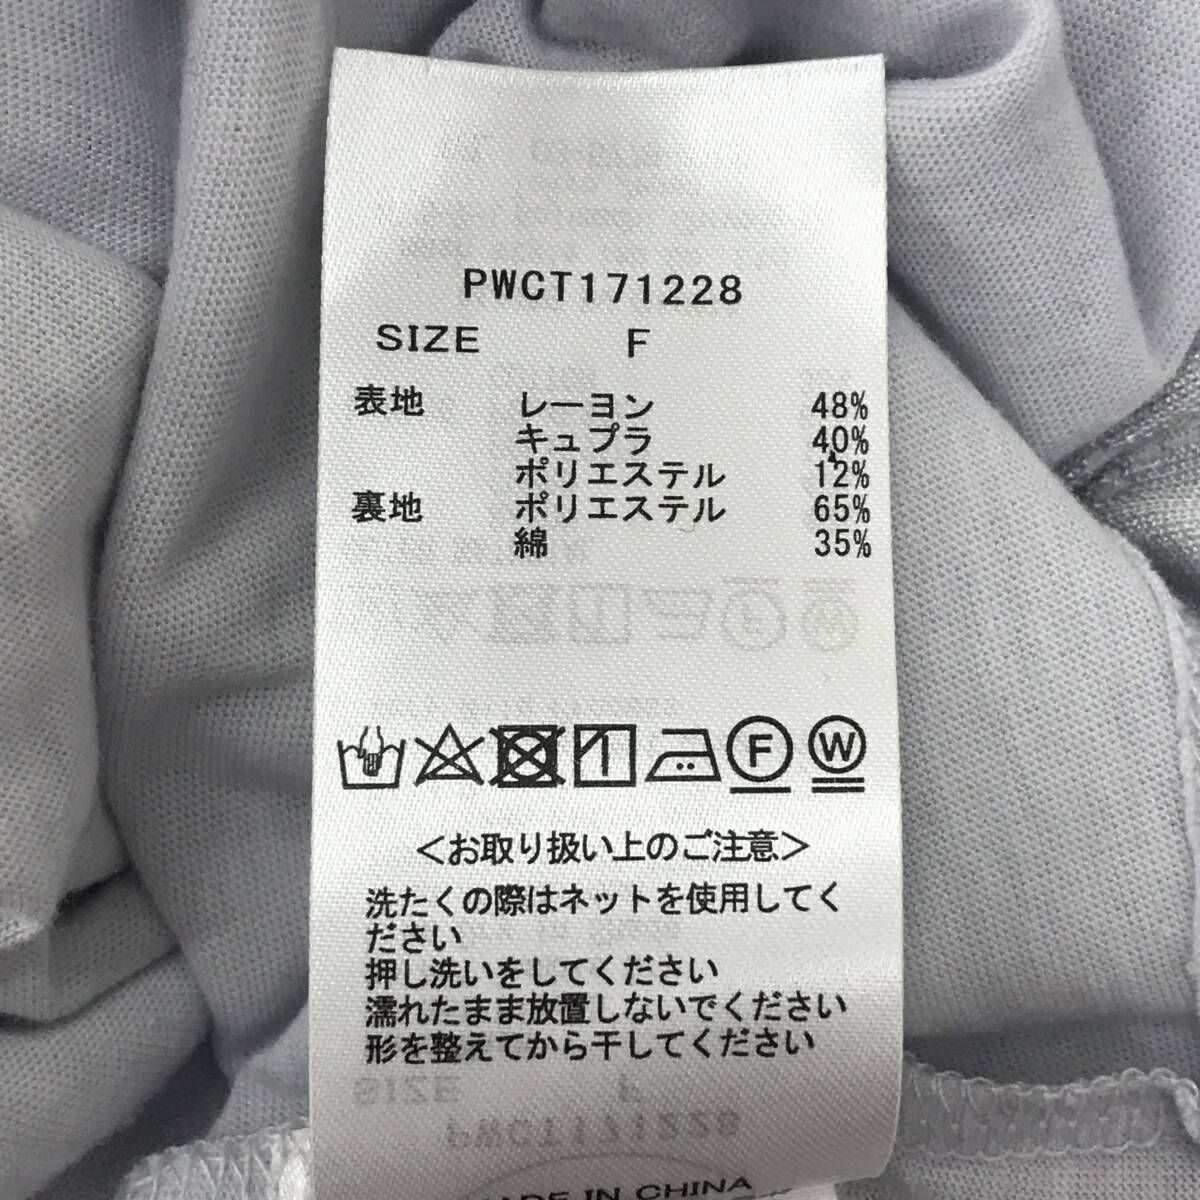 PWCT171228
SIZE F
表地 レーヨン 48%
キュプラ 40%
ポリエステル 12%
裏地 ポリエステル 65%
綿 35%
F W
<お取り扱い上のご注意>
洗たくの際はネットを使用してく
ださい
押し洗いをしてください
濡れたまま放置しないでください
形を整えてから干してください
MADE IN CHINA